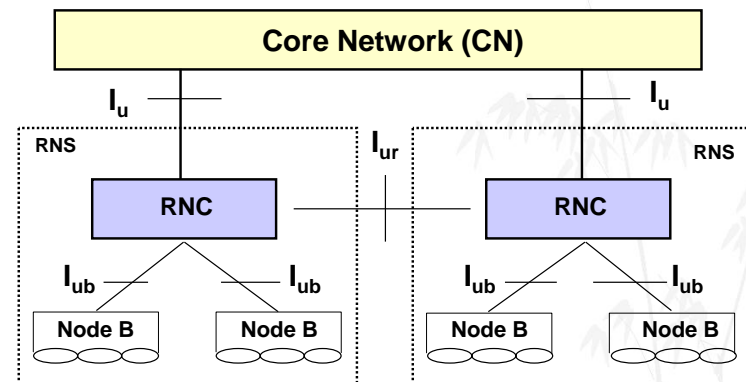 Core Network (CN)
Iu Iu
RNS Iur RNS
RNC RNC
Iub Iub Iub Iub
Node B Node B Node B Node B